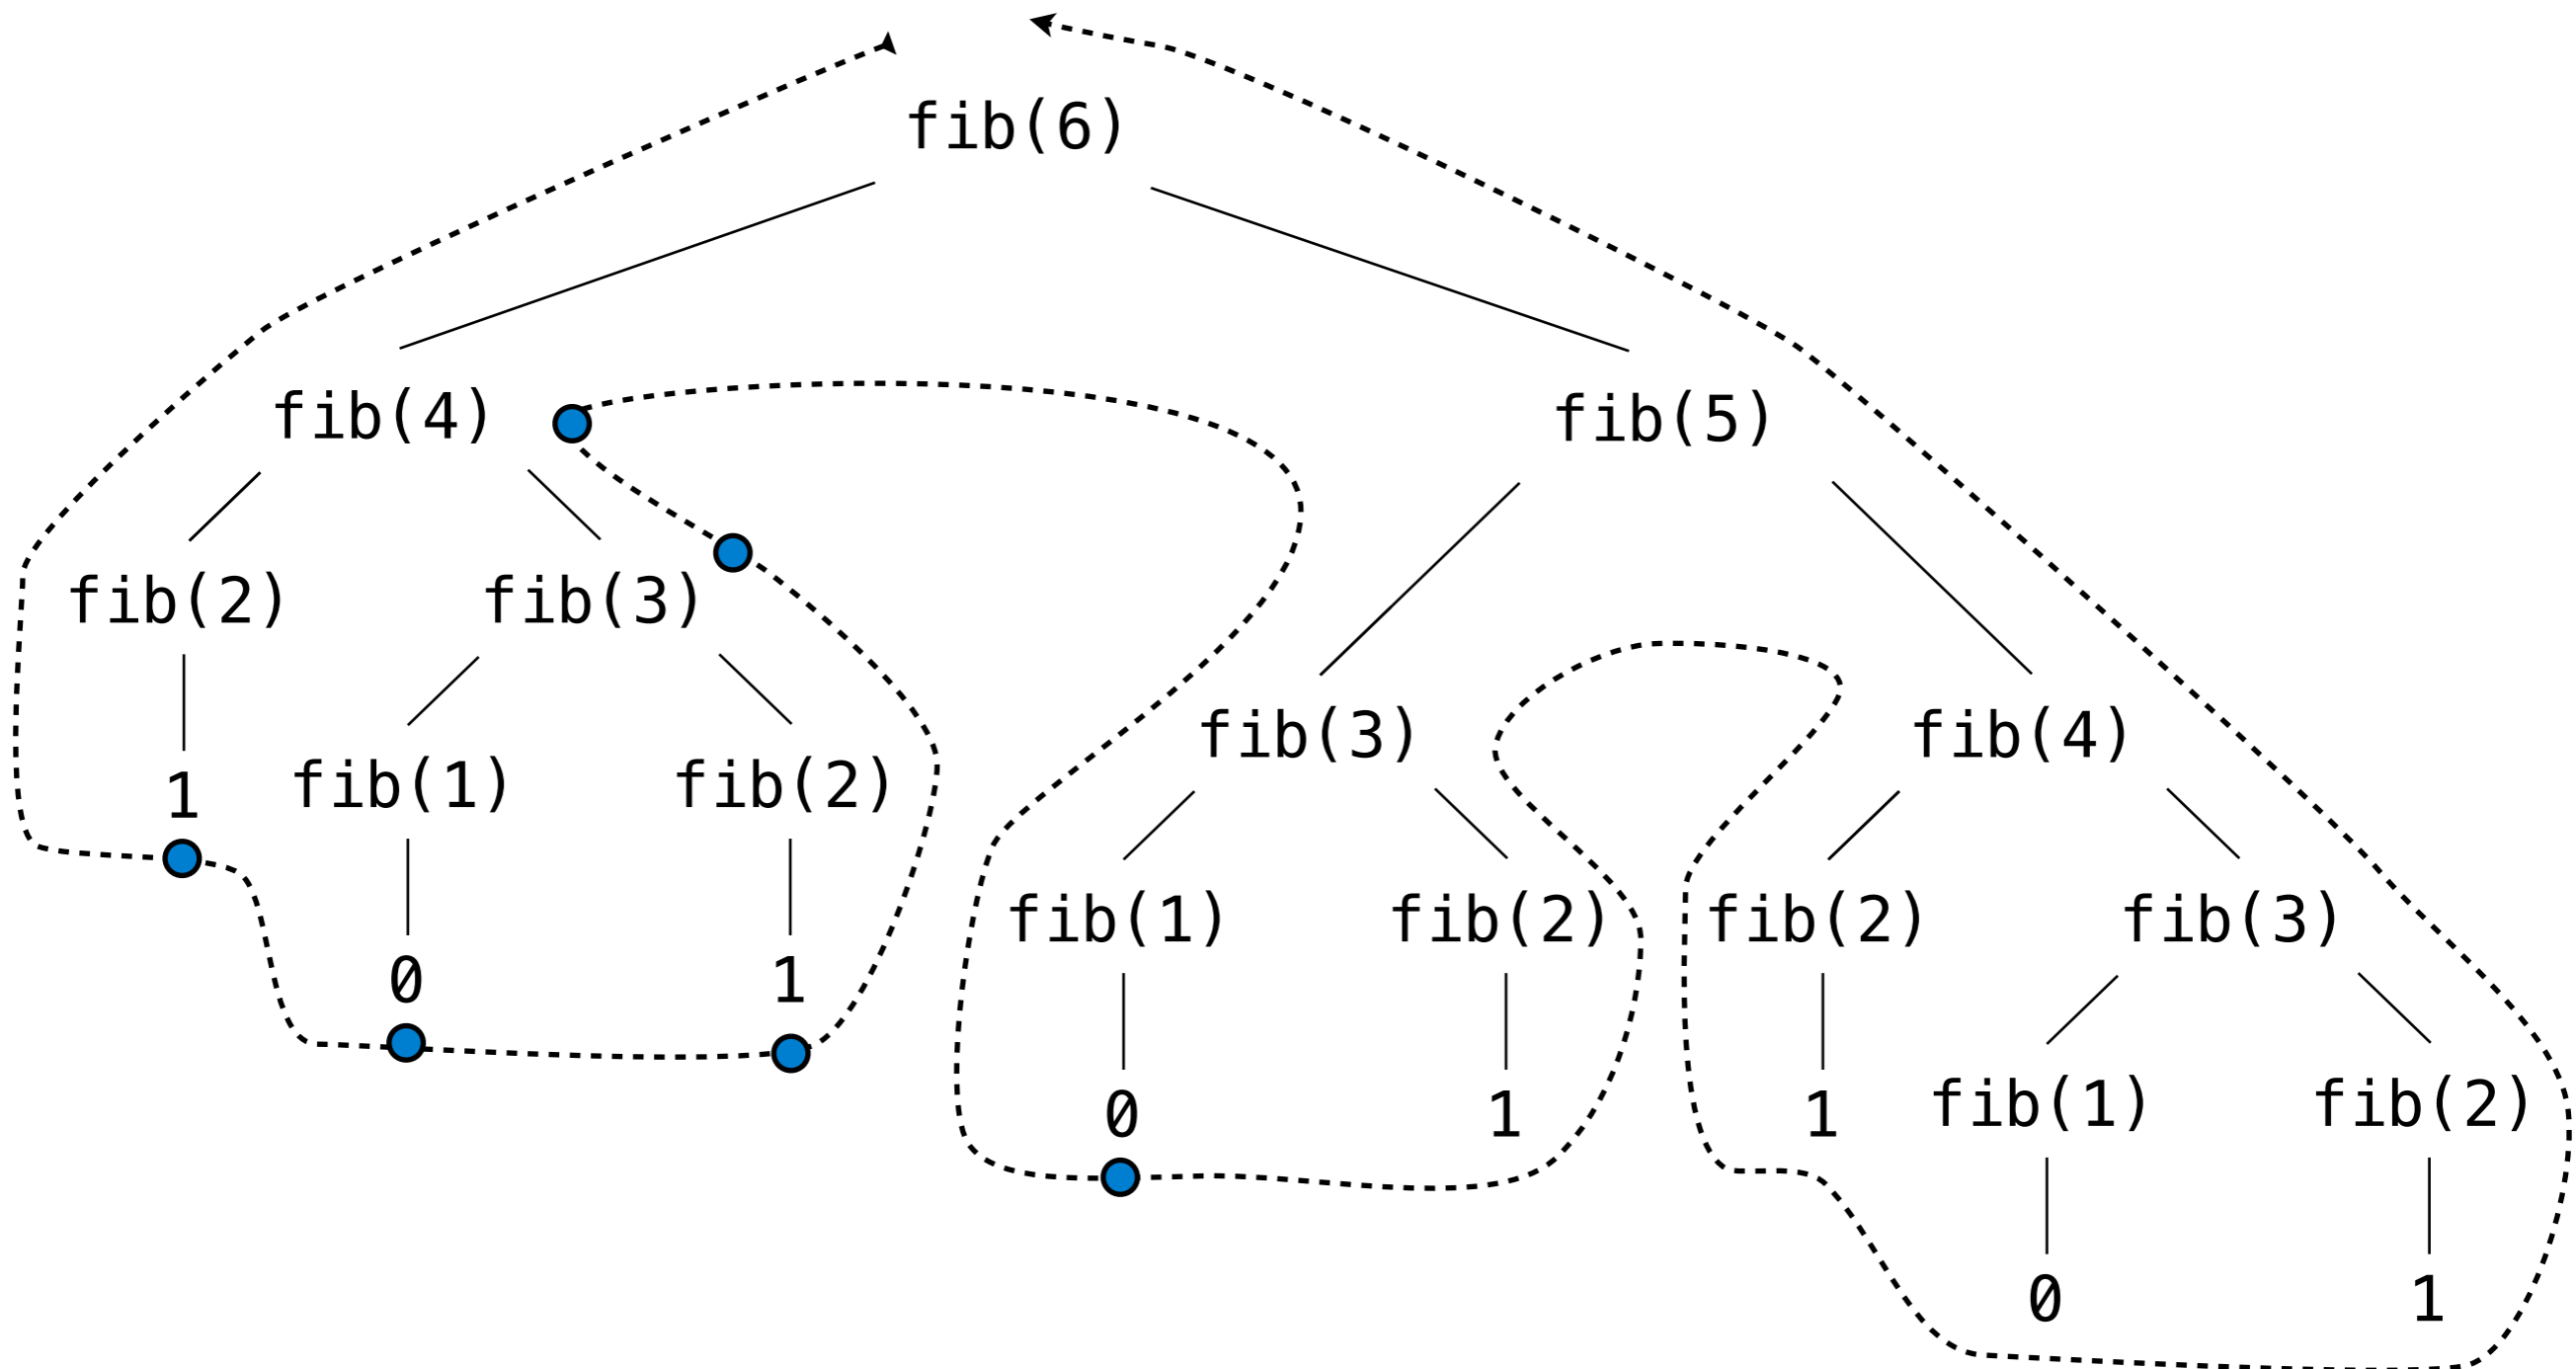 fib(6)
fib(4) fib(5)
fib(2) fib(3)
fib(3) fib(4)
1 fib(1) fib(2)
fib(1) fib(2) fib(2) fib(3)
0 1
0 1 1 fib(1) fib(2)
0 1